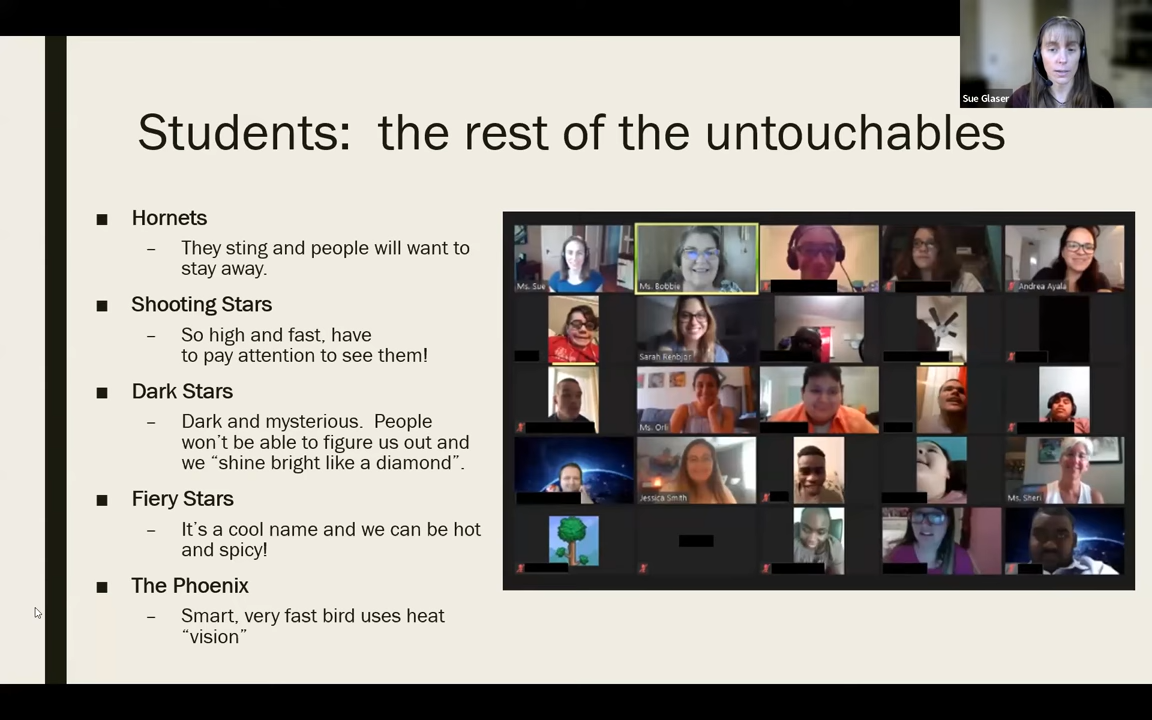 Sue Glaser
Students: the rest of the untouchables
■ Hornets
– They sting and people will want to
stay away.
■ Shooting Stars
– So high and fast, have
to pay attention to see them!
■ Dark Stars
– Dark and mysterious. People
won't be able to figure us out and
we “shine bright like a diamond”.
■ Fiery Stars
– It's a cool name and we can be hot
and spicy!
■ The Phoenix
– Smart, very fast bird uses heat
“vision”
Ms. Sue
Ms. Bobbie
Andrea Ayala
Sarah Renbjor
Ms. Orli
Jessica Smith
Ms. Sheri